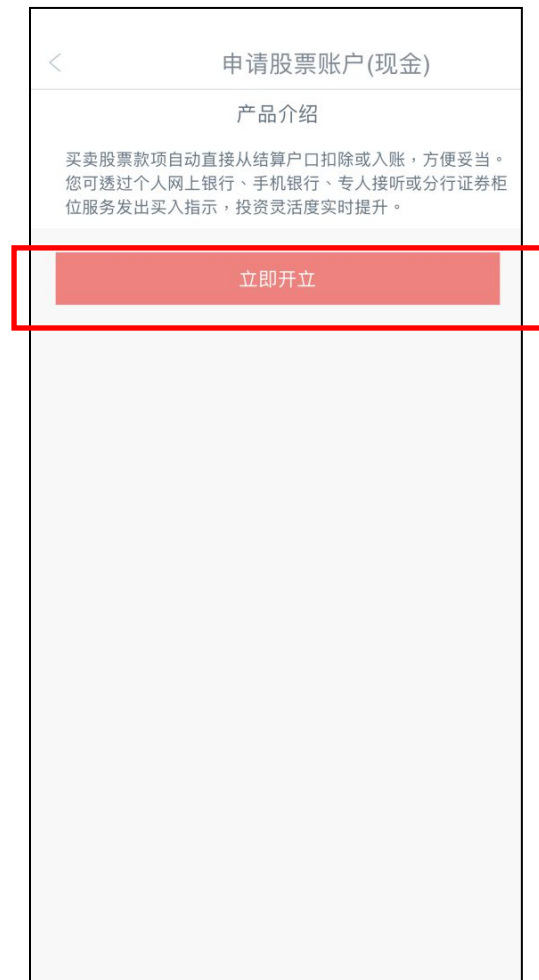 申请股票账户(现金)
产品介绍
买卖股票款项自动直接从结算户口扣除或入账，方便妥当。
您可透过个人网上银行、手机银行、专人接听或分行证券柜
位服务发出买入指示，投资灵活度实时提升。
立即开立